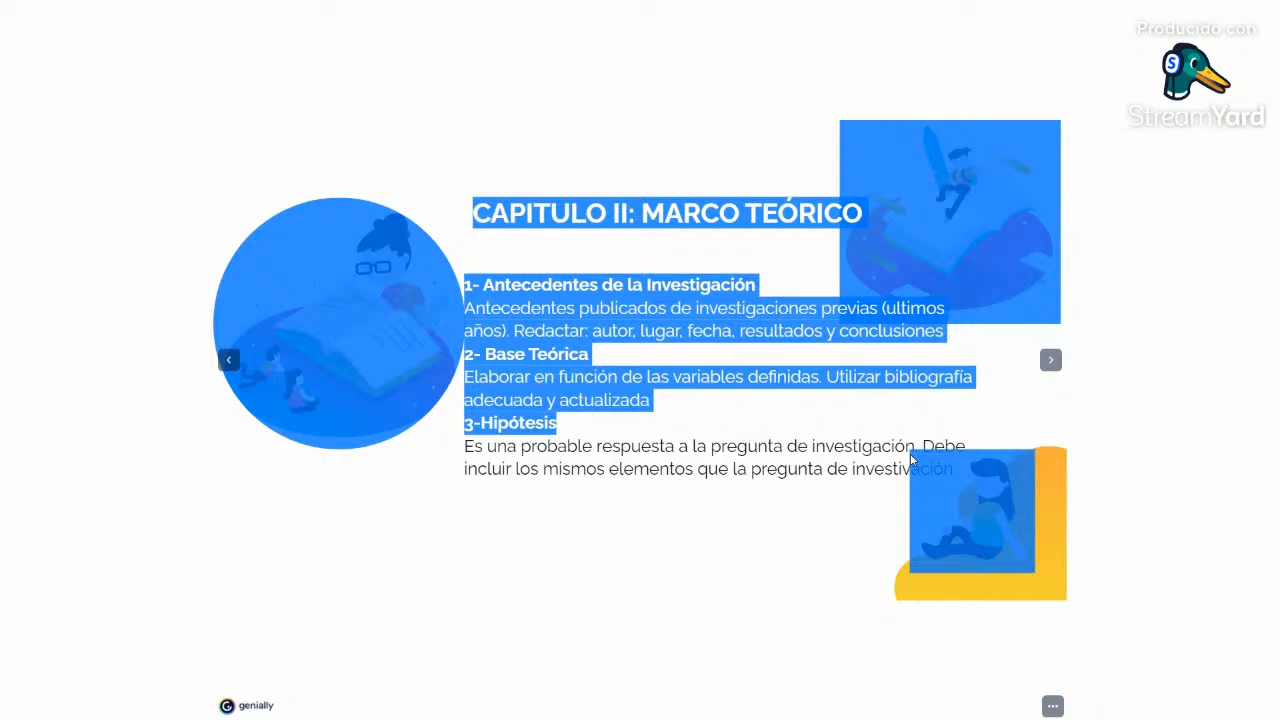 Producido con
StreamYard
CAPITULO II: MARCO TEÓRICO
1- Antecedentes de la Investigación
Antecedentes publicados de investigaciones previas (ultimos
años). Redactar: autor, lugar, fecha, resultados y conclusiones
2- Base Teórica
Elaborar en función de las variables definidas. Utilizar bibliografía
adecuada y actualizada
3-Hipótesis
Es una probable respuesta a la pregunta de investigación. Debe
incluir los mismos elementos que la pregunta de investivación
genially